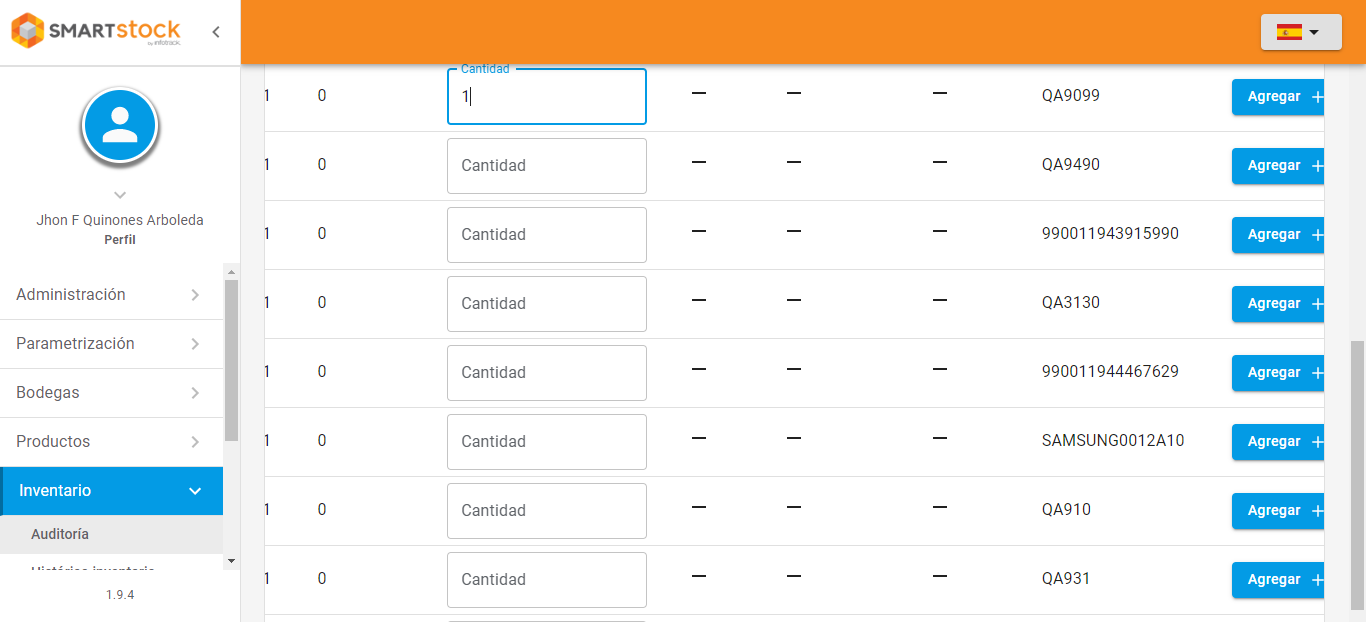 SMARTstock
by infotrack.
Jhon F Quinones Arboleda
Perfil
Administración
Parametrización
Bodegas
Productos
Inventario
Auditoría
Histórico inventario
1.9.4
Cantidad
1 0 1 — — — QA9099 Agregar +
1 0 Cantidad — — — QA9490 Agregar +
1 0 Cantidad — — — 990011943915990 Agregar +
1 0 Cantidad — — — QA3130 Agregar +
1 0 Cantidad — — — 990011944467629 Agregar +
1 0 Cantidad — — — SAMSUNG0012A10 Agregar +
1 0 Cantidad — — — QA910 Agregar +
1 0 Cantidad — — — QA931 Agregar +